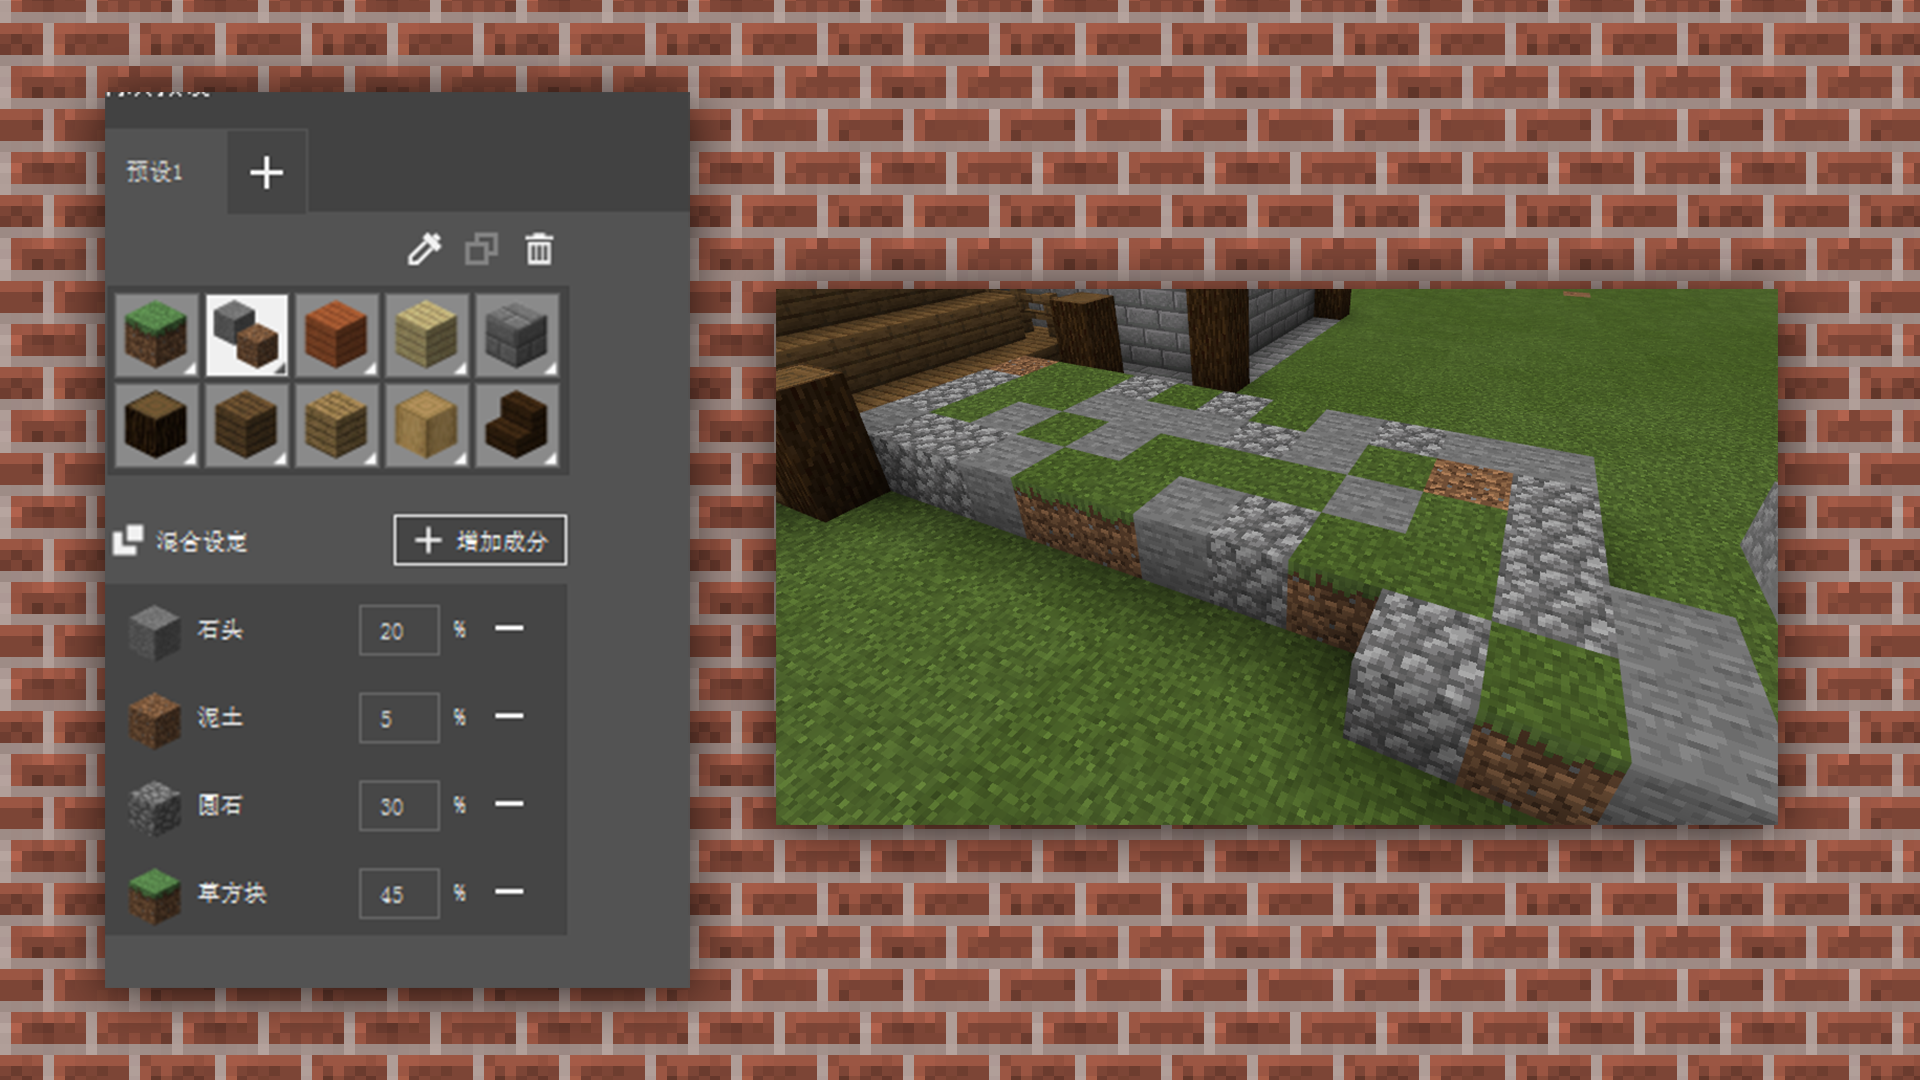 预设1
混合设定
增加成分
石头 20 %
泥土 5 %
圆石 30 %
草方块 45 %